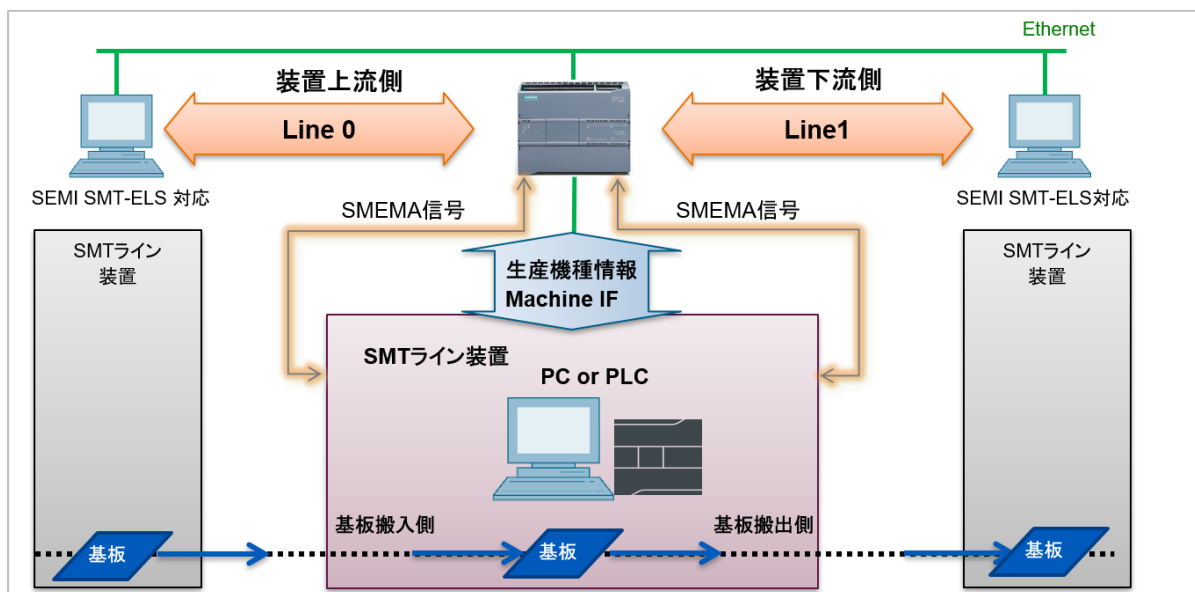 Ethernet
装置上流側
装置下流側
Line 0
Line1
SEMI SMT-ELS 対応
SEMI SMT-ELS対応
SMEMA信号
SMEMA信号
SMTライン
装置
生産機種情報
Machine IF
SMTライン
装置
SMTライン装置
PC or PLC
基板搬入側
基板搬出側
基板
基板
基板